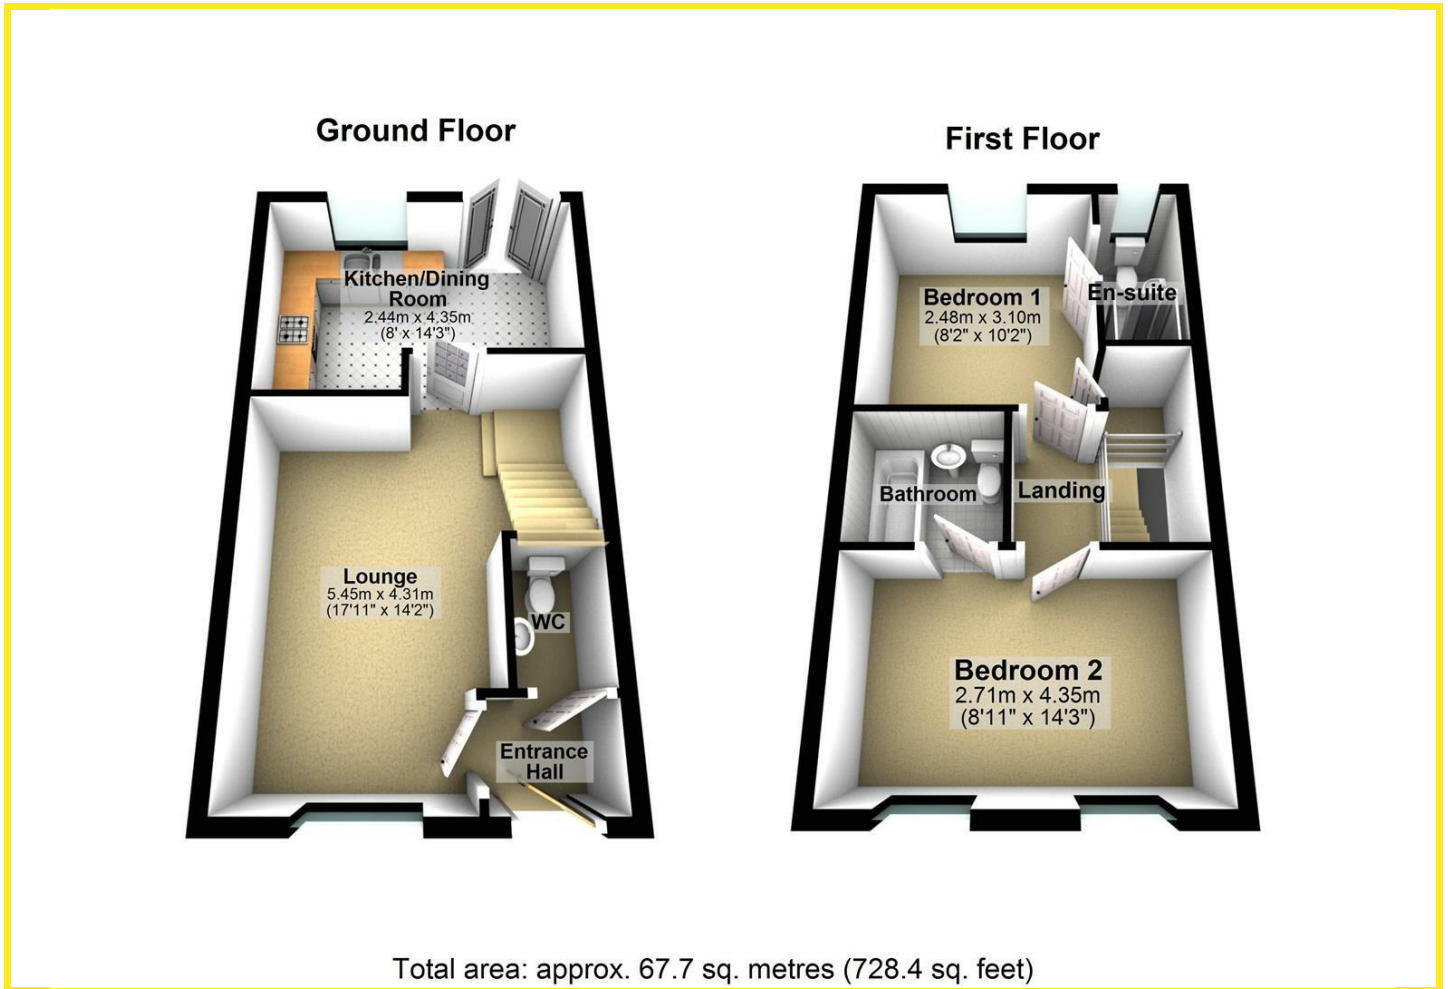 Ground Floor
Kitchen/Dining
Room
2.44m x 4.35m
(8' x 14'3")
Lounge
5.45m x 4.31m
(17'11" x 14'2")
WC
Entrance
Hall
First Floor
Bedroom 1
2.48m x 3.10m
(8'2" x 10'2")
En-suite
Bathroom
Landing
Bedroom 2
2.71m x 4.35m
(8'11" x 14'3")
Total area: approx. 67.7 sq. metres (728.4 sq. feet)